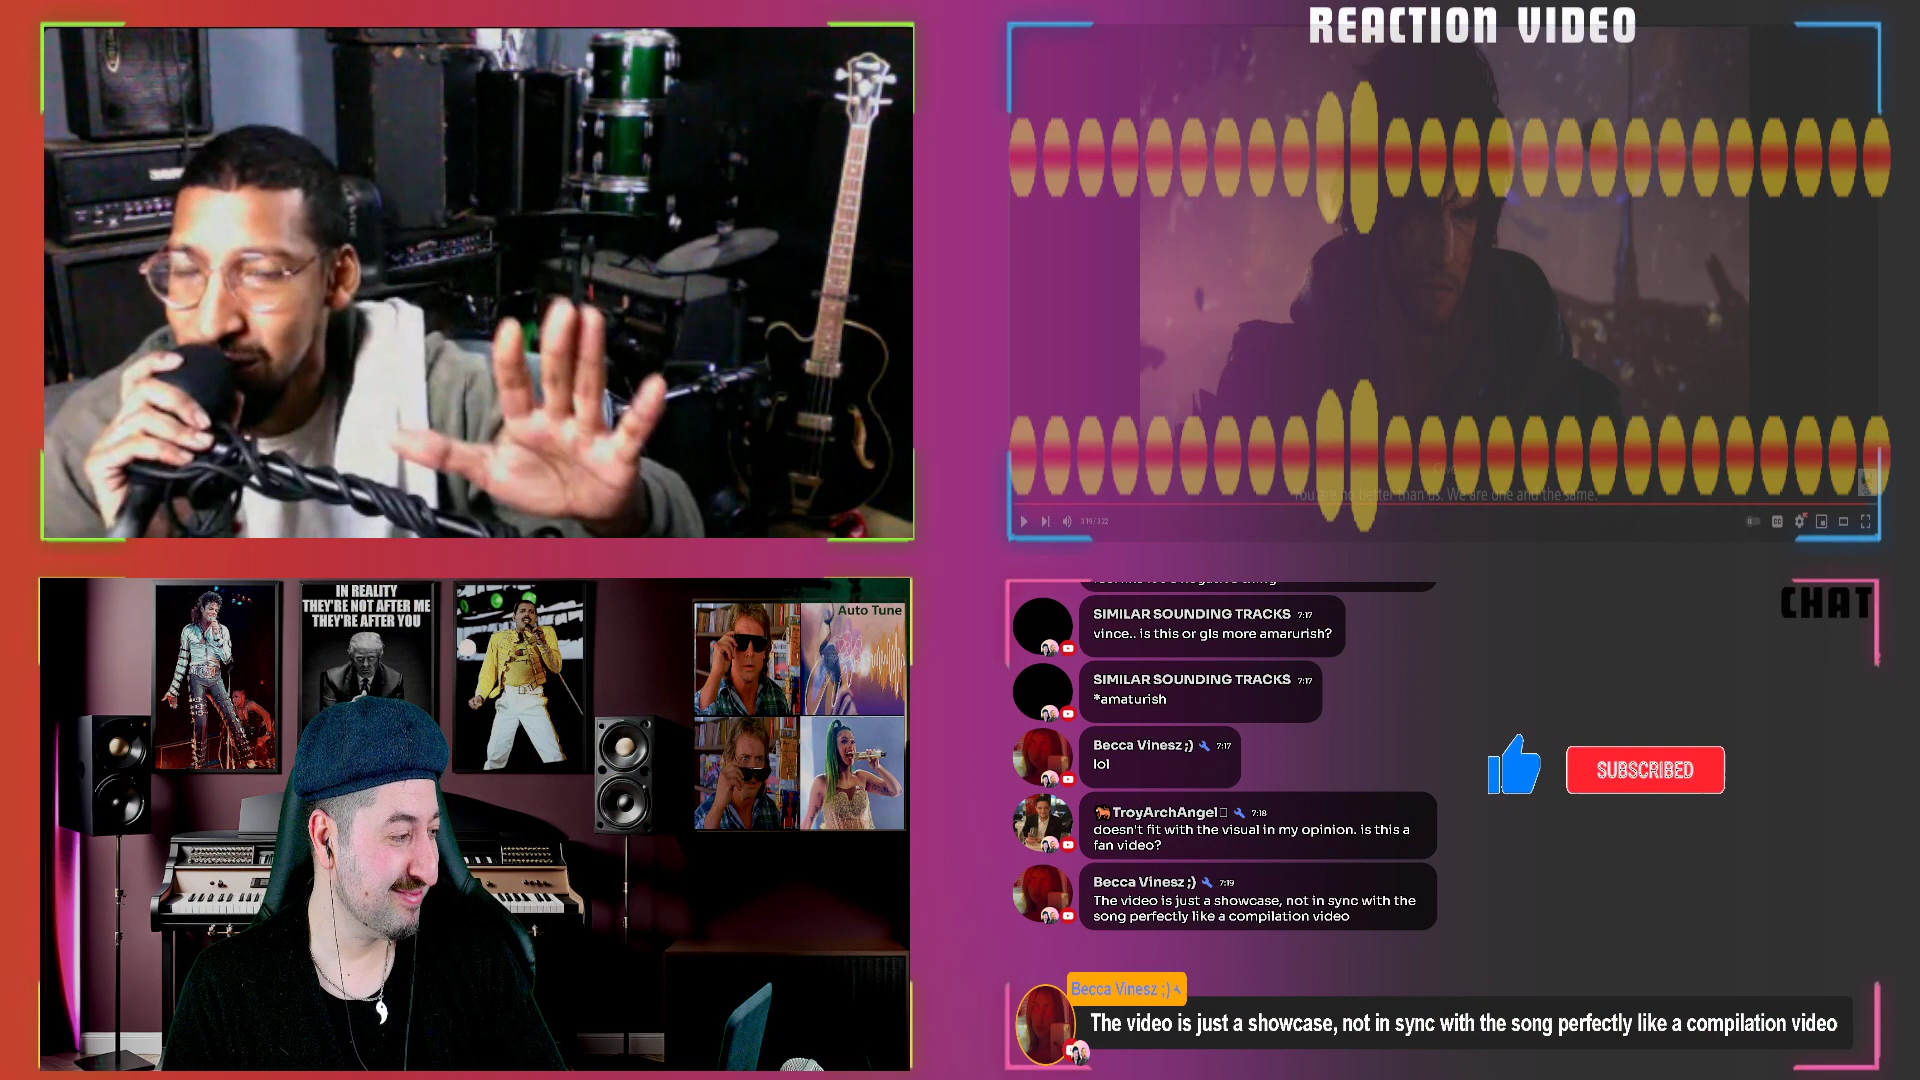 REACTION VIDEO
You are no better than us. We are one and the same.
3:19 / 3:22
IN REALITY
THEY'RE NOT AFTER ME
THEY'RE AFTER YOU
Auto Tune
CHAT
SIMILAR SOUNDING TRACKS 7:17
vince.. is this or gls more amarurish?
SIMILAR SOUNDING TRACKS 7:17
*amaturish
Becca Vinesz ;) 7:17
lol
TroyArchAngel 7:18
doesn't fit with the visual in my opinion. is this a
fan video?
Becca Vinesz ;) 7:19
The video is just a showcase, not in sync with the
song perfectly like a compilation video
SUBSCRIBED
Becca Vinesz ;)
The video is just a showcase, not in sync with the song perfectly like a compilation video